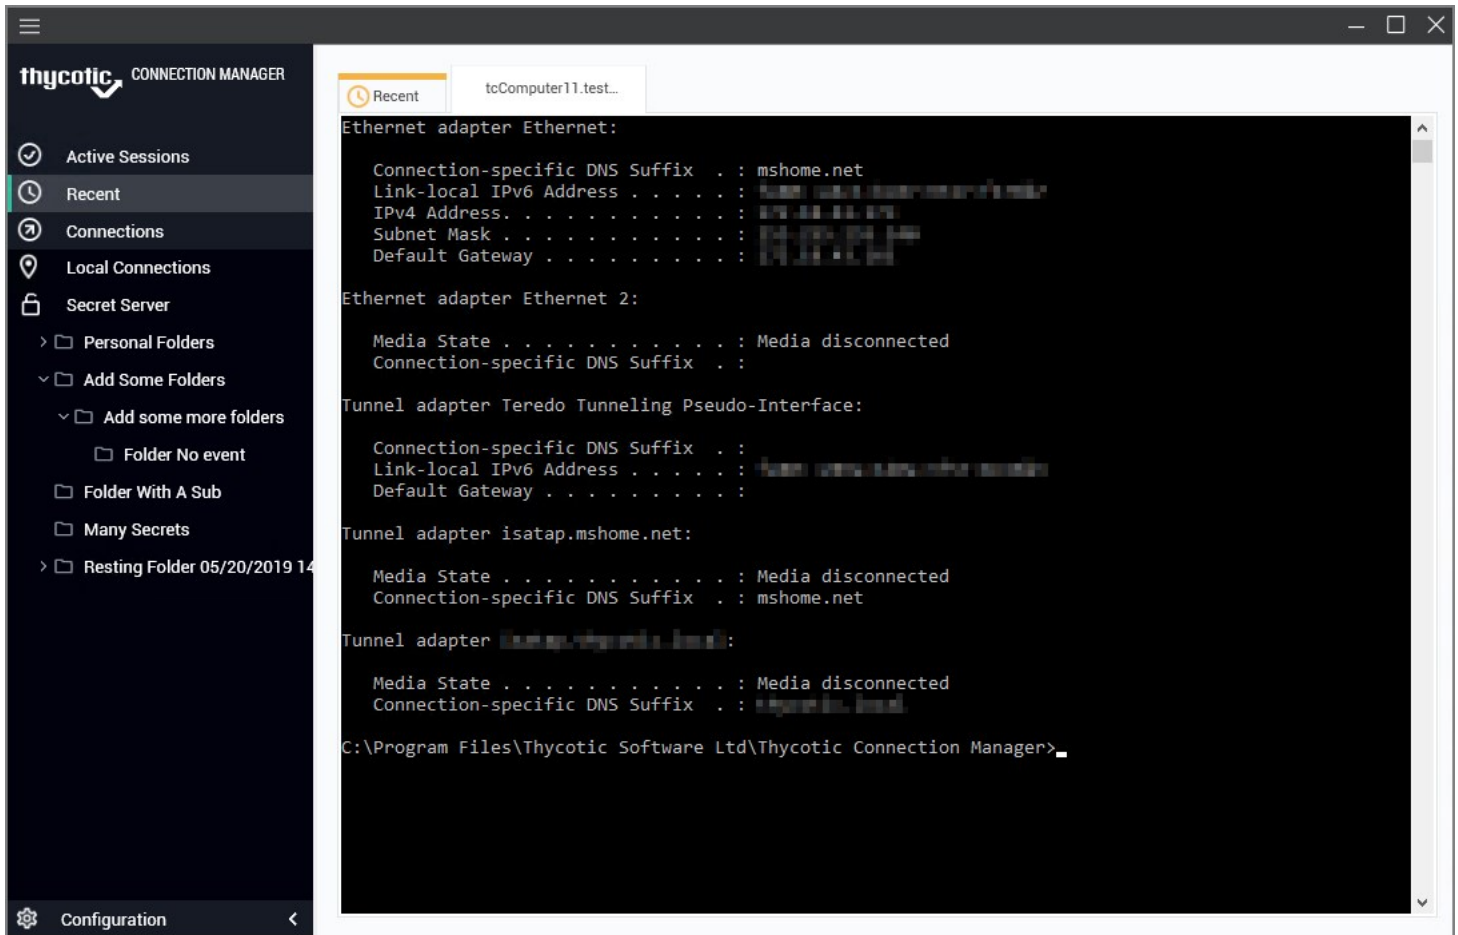 thycotic CONNECTION MANAGER
Active Sessions
Recent
Connections
Local Connections
Secret Server
Personal Folders
Add Some Folders
Add some more folders
Folder No event
Folder With A Sub
Many Secrets
Resting Folder 05/20/2019 14
Configuration
Recent
tcComputer11.test...
Ethernet adapter Ethernet:
Connection-specific DNS Suffix . : mshome.net
Link-local IPv6 Address . . . . . :
IPv4 Address. . . . . . . . . . . :
Subnet Mask . . . . . . . . . . . :
Default Gateway . . . . . . . . . :
Ethernet adapter Ethernet 2:
Media State . . . . . . . . . . . : Media disconnected
Connection-specific DNS Suffix . :
Tunnel adapter Teredo Tunneling Pseudo-Interface:
Connection-specific DNS Suffix . :
Link-local IPv6 Address . . . . . :
Default Gateway . . . . . . . . . :
Tunnel adapter isatap.mshome.net:
Media State . . . . . . . . . . . : Media disconnected
Connection-specific DNS Suffix . : mshome.net
Tunnel adapter :
Media State . . . . . . . . . . . : Media disconnected
Connection-specific DNS Suffix . :
C:\Program Files\Thycotic Software Ltd\Thycotic Connection Manager>